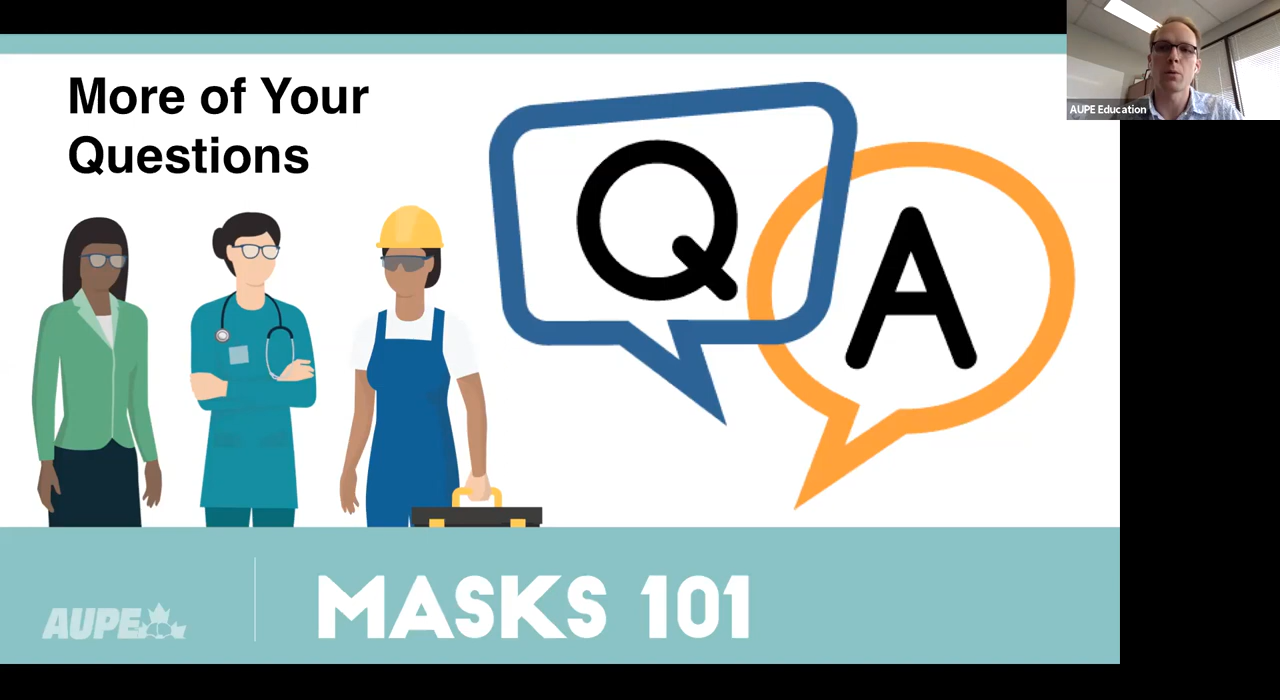 More of Your
Questions
Q
A
AUPE Education
AUPE
MASKS 101